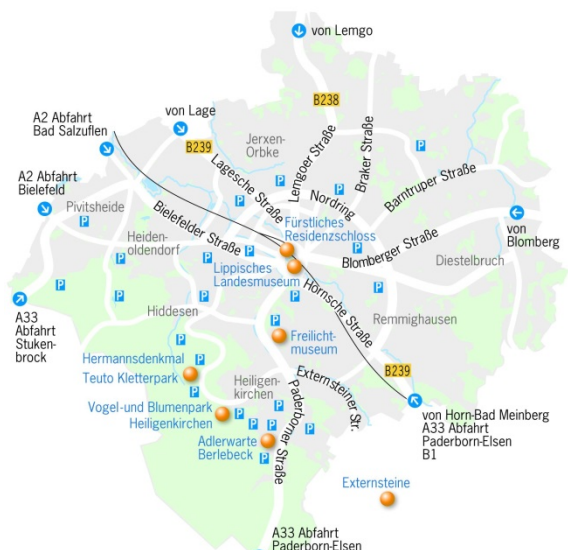 von Lemgo
B238
A2 Abfahrt
Bad Salzuflen
von Lage
B239
Jerxen-
Orbke
Lemgoer Straße
Braker Straße
P
Lagesche Straße
P
Nordring
P
Barntruper Straße
A2 Abfahrt
Bielefeld
Pivitsheide
P
P
Bielefelder Straße
P
Fürstliches
Residenzschloss
von
Blomberg
Heiden-
oldendorf
P
P
P
Blomberger Straße
Diestelbruch
Lippisches
Landesmuseum
P
P
P
Hornsche Straße
A33
Abfahrt
Stuken-
brock
Hiddesen
P
P
Remmighausen
P
Freilicht-
museum
Hermannsdenkmal
P
Teuto Kletterpark
P
B239
Externsteiner Str.
Heiligen-
kirchen
P
Paderborner Straße
Vogel-und Blumenpark
Heiligenkirchen
P
P
P
P
P
P
von Horn-Bad Meinberg
A33 Abfahrt
Paderborn-Elsen
B1
Adlerwarte
Berlebeck
P
P
Externsteine
A33 Abfahrt
Paderborn-Elsen